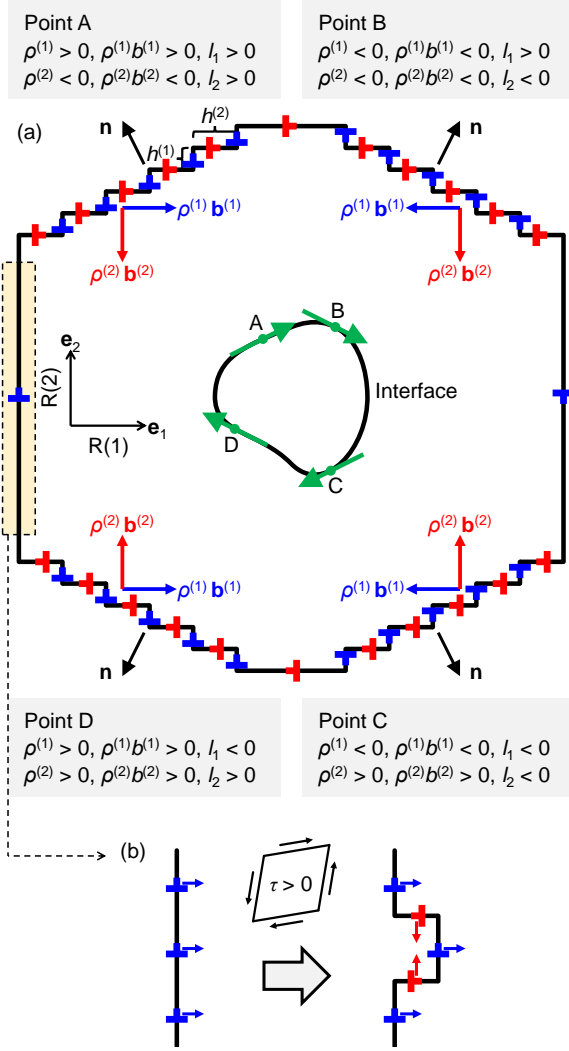 Point A
ρ⁽¹⁾ > 0, ρ⁽¹⁾b⁽¹⁾ > 0, l₁ > 0
ρ⁽²⁾ < 0, ρ⁽²⁾b⁽²⁾ < 0, l₂ > 0
Point B
ρ⁽¹⁾ < 0, ρ⁽¹⁾b⁽¹⁾ < 0, l₁ > 0
ρ⁽²⁾ < 0, ρ⁽²⁾b⁽²⁾ < 0, l₂ < 0
(a)
n
h⁽²⁾
h⁽¹⁾
n
ρ⁽¹⁾ b⁽¹⁾
ρ⁽¹⁾ b⁽¹⁾
ρ⁽²⁾ b⁽²⁾
ρ⁽²⁾ b⁽²⁾
A
B
e₂
R(2)
Interface
R(1)
e₁
D
C
ρ⁽²⁾ b⁽²⁾
ρ⁽²⁾ b⁽²⁾
ρ⁽¹⁾ b⁽¹⁾
ρ⁽¹⁾ b⁽¹⁾
n
n
Point D
ρ⁽¹⁾ > 0, ρ⁽¹⁾b⁽¹⁾ > 0, l₁ < 0
ρ⁽²⁾ > 0, ρ⁽²⁾b⁽²⁾ > 0, l₂ > 0
Point C
ρ⁽¹⁾ < 0, ρ⁽¹⁾b⁽¹⁾ < 0, l₁ < 0
ρ⁽²⁾ > 0, ρ⁽²⁾b⁽²⁾ > 0, l₂ < 0
(b)
τ > 0